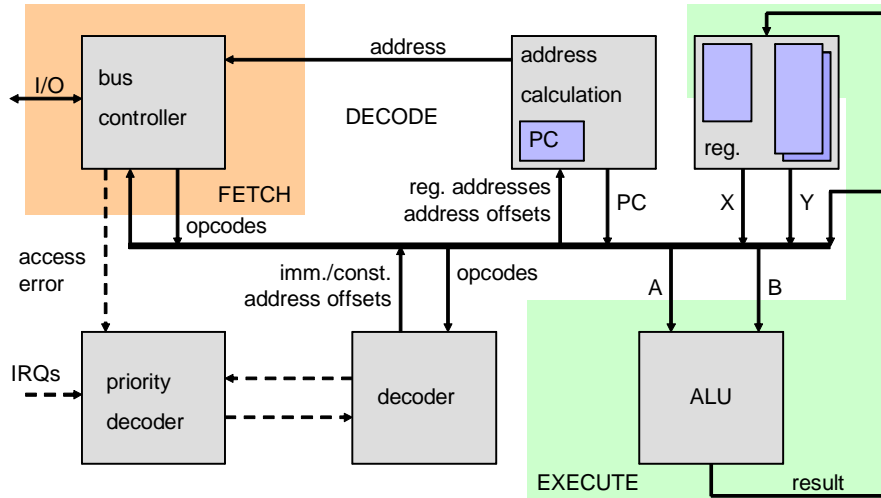 address
I/O
bus
controller
address
calculation
PC
DECODE
reg.
FETCH
reg. addresses
address offsets
PC
X
Y
opcodes
access
error
imm./const.
address offsets
opcodes
A
B
IRQs
priority
decoder
decoder
ALU
EXECUTE
result